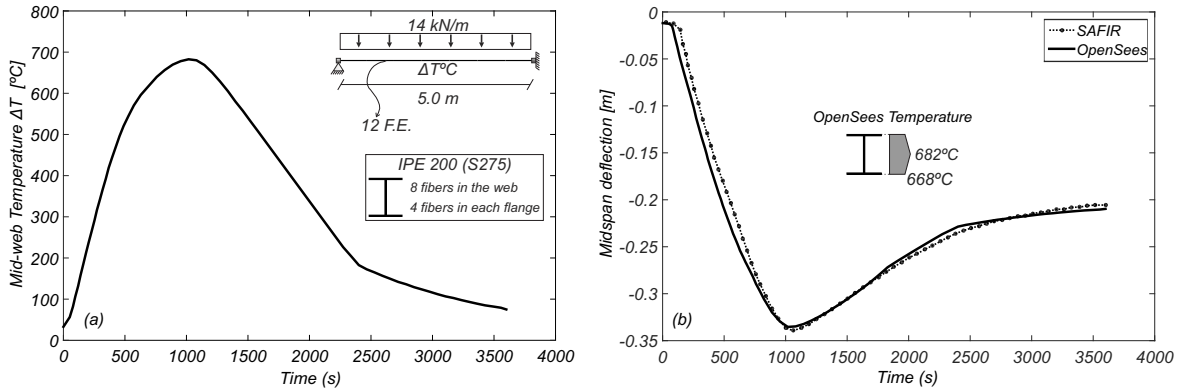 Mid-web Temperature ΔT [ºC]
800
700
600
500
400
300
200
100
0
14 kN/m
ΔTºC
5.0 m
12 F.E.
IPE 200 (S275)
8 fibers in the web
4 fibers in each flange
(a)
0 500 1000 1500 2000 2500 3000 3500 4000
Time (s)
Midspan deflection [m]
0
-0.05
-0.1
-0.15
-0.2
-0.25
-0.3
-0.35
SAFIR
OpenSees
OpenSees Temperature
682ºC
668ºC
(b)
0 500 1000 1500 2000 2500 3000 3500 4000
Time (s)